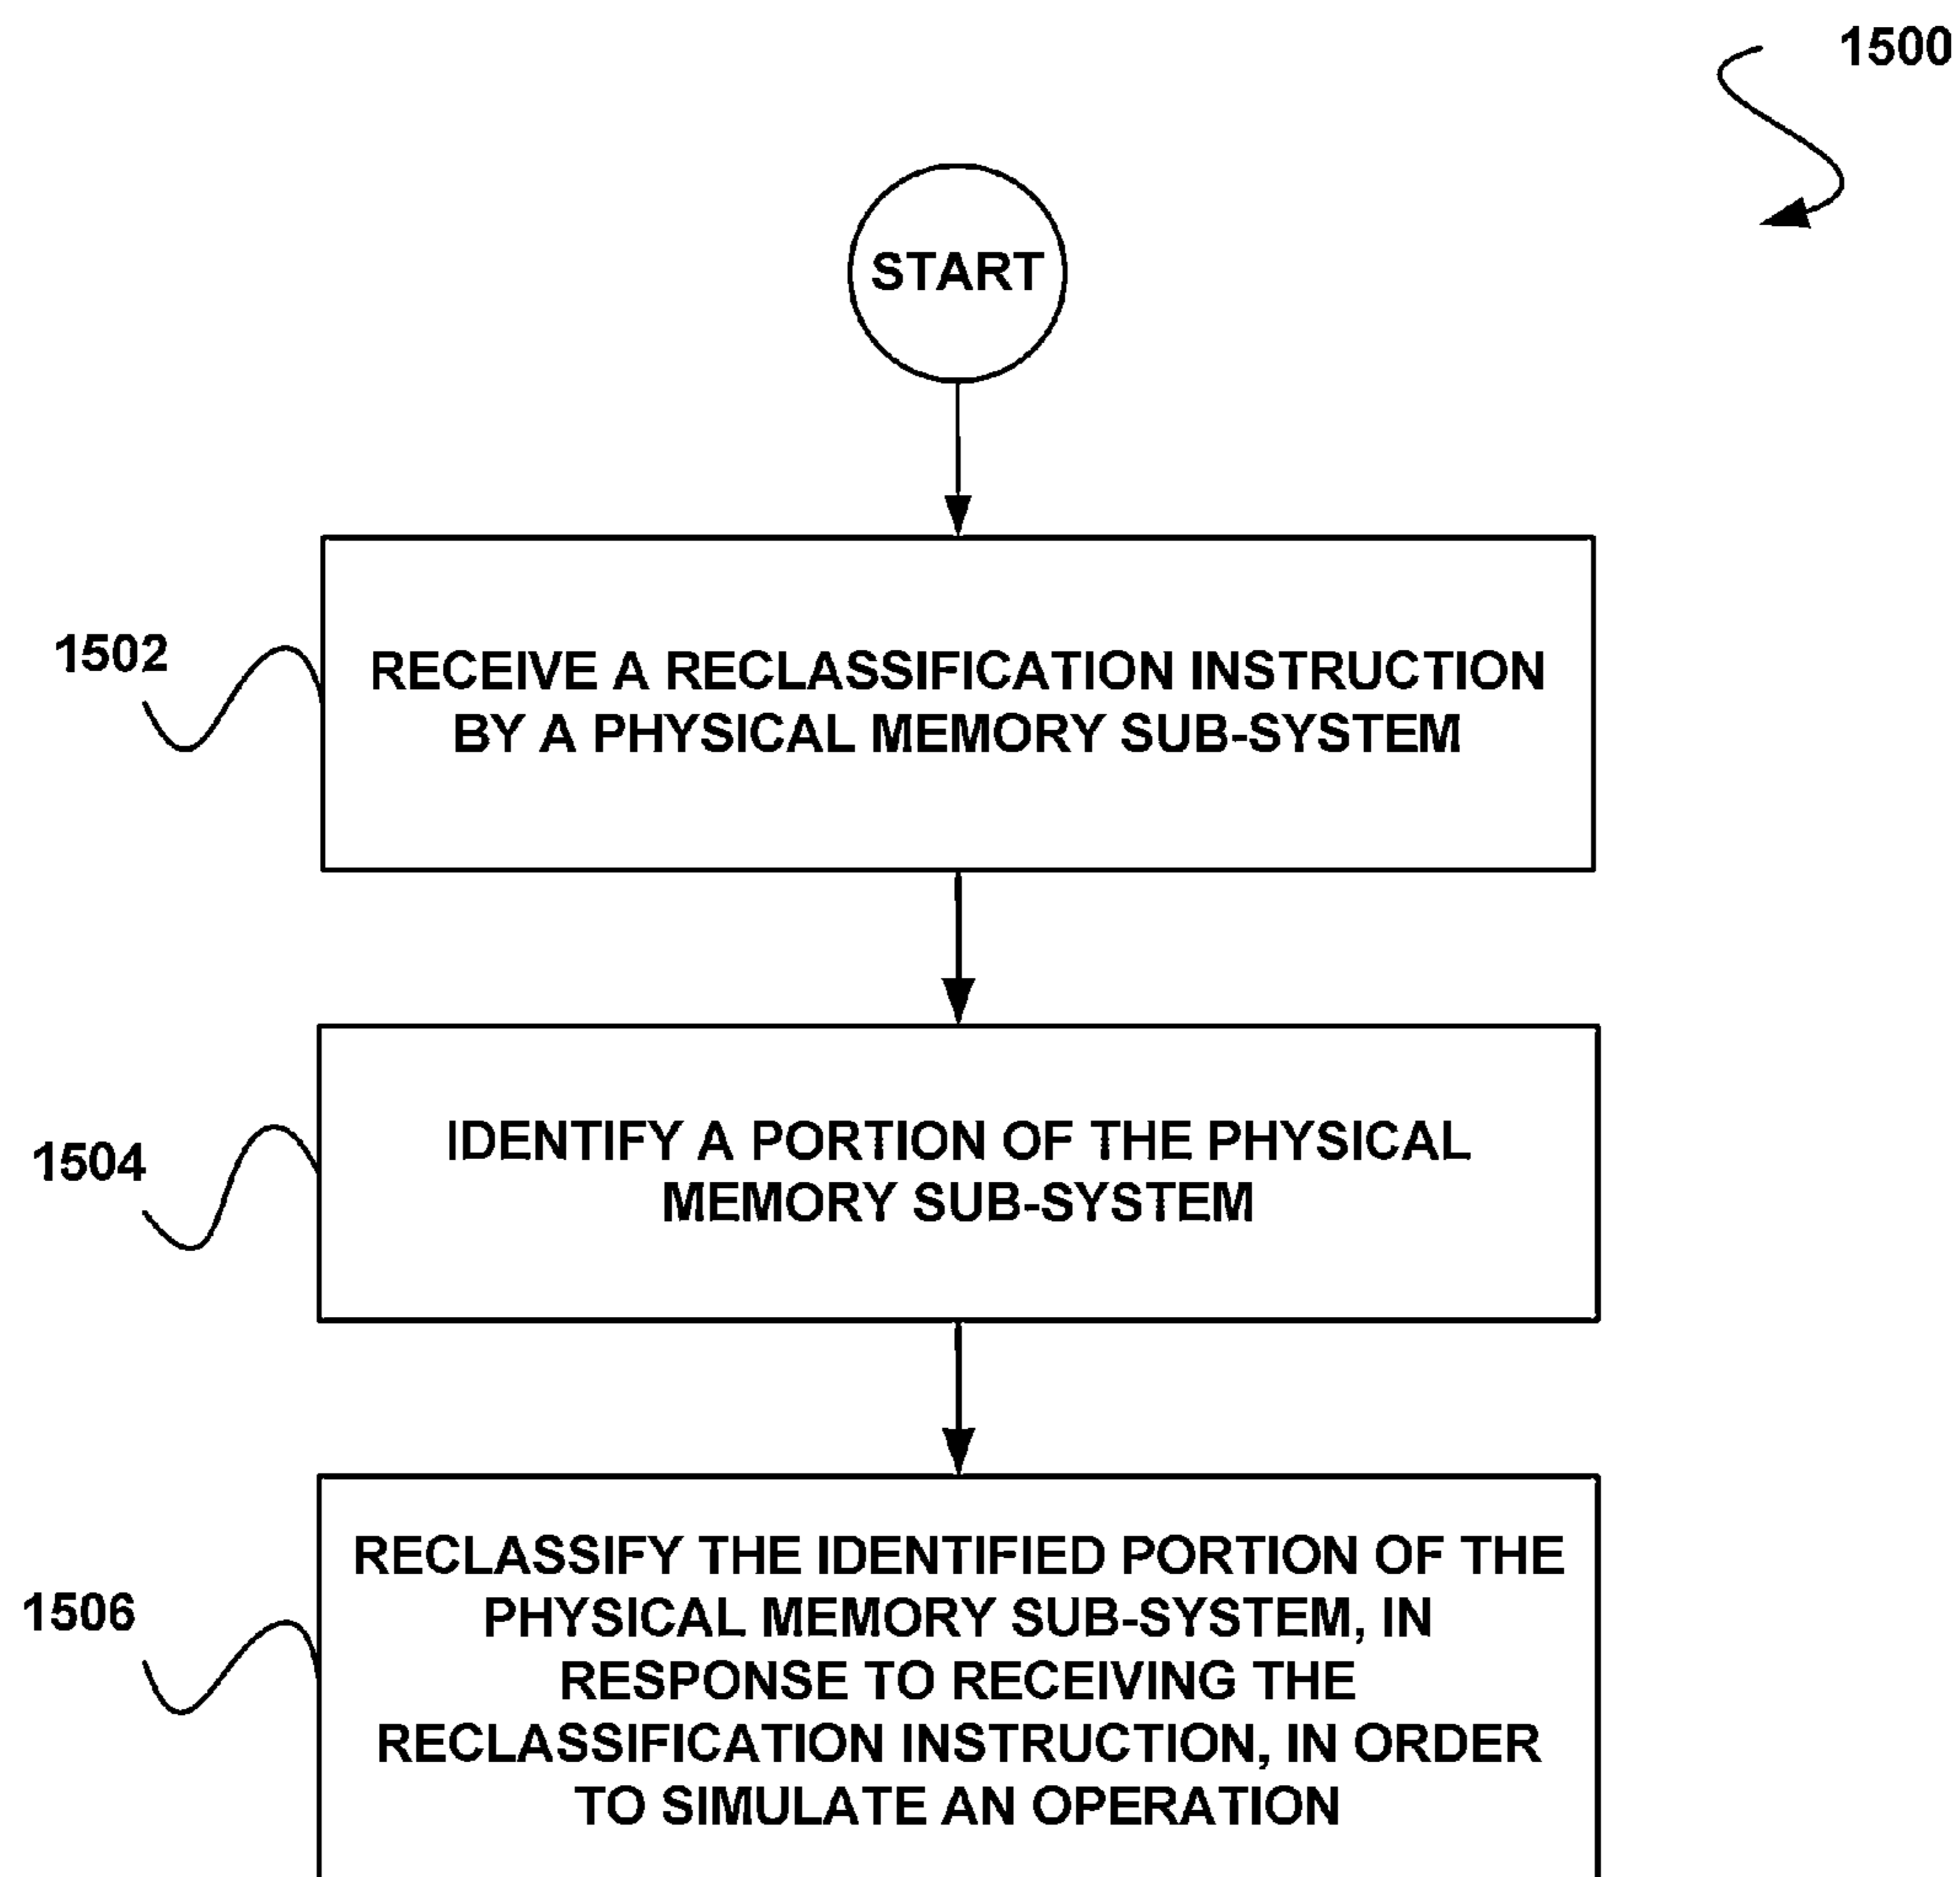 1500
START
1502
RECEIVE A RECLASSIFICATION INSTRUCTION
BY A PHYSICAL MEMORY SUB-SYSTEM
1504
IDENTIFY A PORTION OF THE PHYSICAL
MEMORY SUB-SYSTEM
1506
RECLASSIFY THE IDENTIFIED PORTION OF THE
PHYSICAL MEMORY SUB-SYSTEM, IN
RESPONSE TO RECEIVING THE
RECLASSIFICATION INSTRUCTION, IN ORDER
TO SIMULATE AN OPERATION